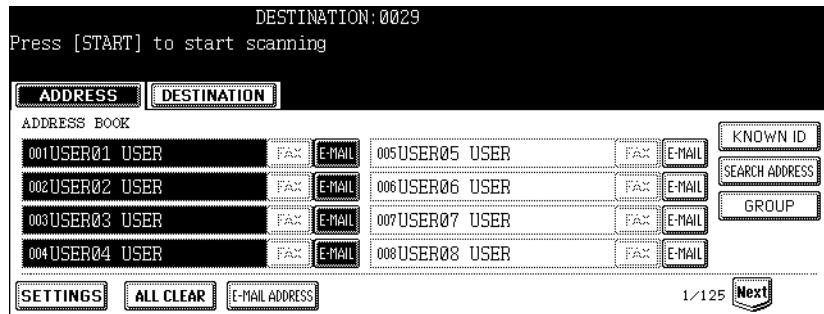 DESTINATION:0029
Press [START] to start scanning
ADDRESS DESTINATION
ADDRESS BOOK
001USER01 USER FAX E-MAIL 005USER05 USER FAX E-MAIL KNOWN ID
002USER02 USER FAX E-MAIL 006USER06 USER FAX E-MAIL SEARCH ADDRESS
003USER03 USER FAX E-MAIL 007USER07 USER FAX E-MAIL GROUP
004USER04 USER FAX E-MAIL 008USER08 USER FAX E-MAIL
SETTINGS ALL CLEAR E-MAIL ADDRESS 1/125 Next